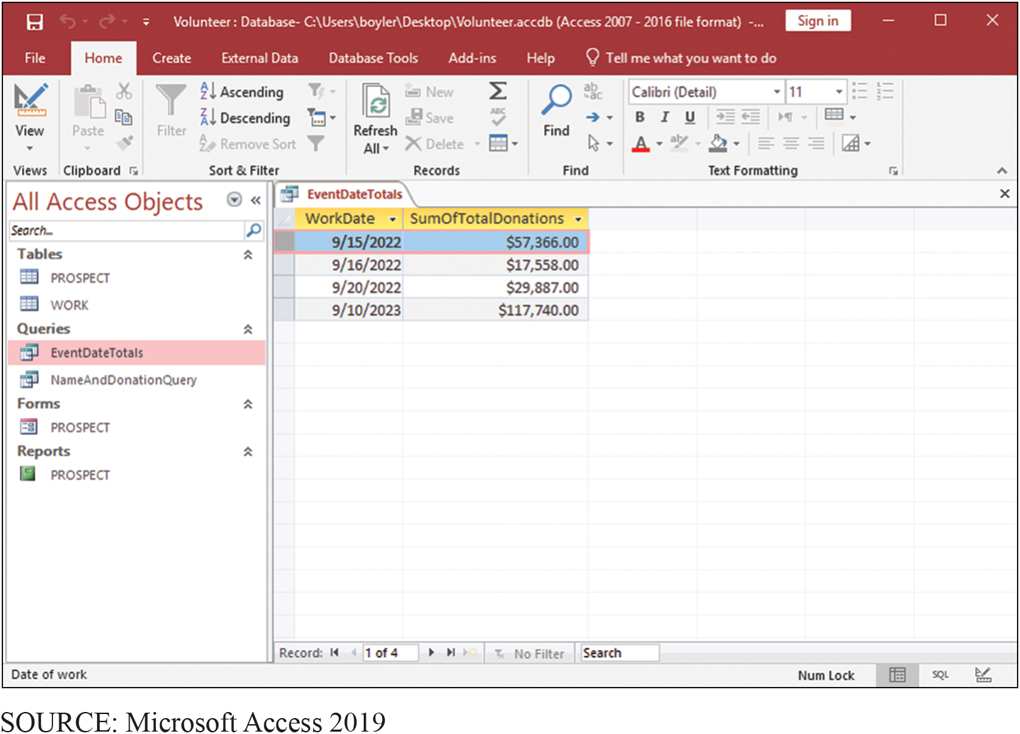 Volunteer : Database- C:\Users\boyler\Desktop\Volunteer.accdb (Access 2007 - 2016 file format) -... Sign in
File Home Create External Data Database Tools Add-ins Help Tell me what you want to do
View Paste Filter Ascending Descending Remove Sort Refresh All New Save Delete Find Calibri (Detail) 11
B I U
A
Views Clipboard Sort & Filter Records Find Text Formatting
All Access Objects
Search...
Tables
PROSPECT
WORK
Queries
EventDateTotals
NameAndDonationQuery
Forms
PROSPECT
Reports
PROSPECT
EventDateTotals
WorkDate SumOfTotalDonations
9/15/2022 $57,366.00
9/16/2022 $17,558.00
9/20/2022 $29,887.00
9/10/2023 $117,740.00
Record: 1 of 4 No Filter Search
Date of work Num Lock SQL
SOURCE: Microsoft Access 2019